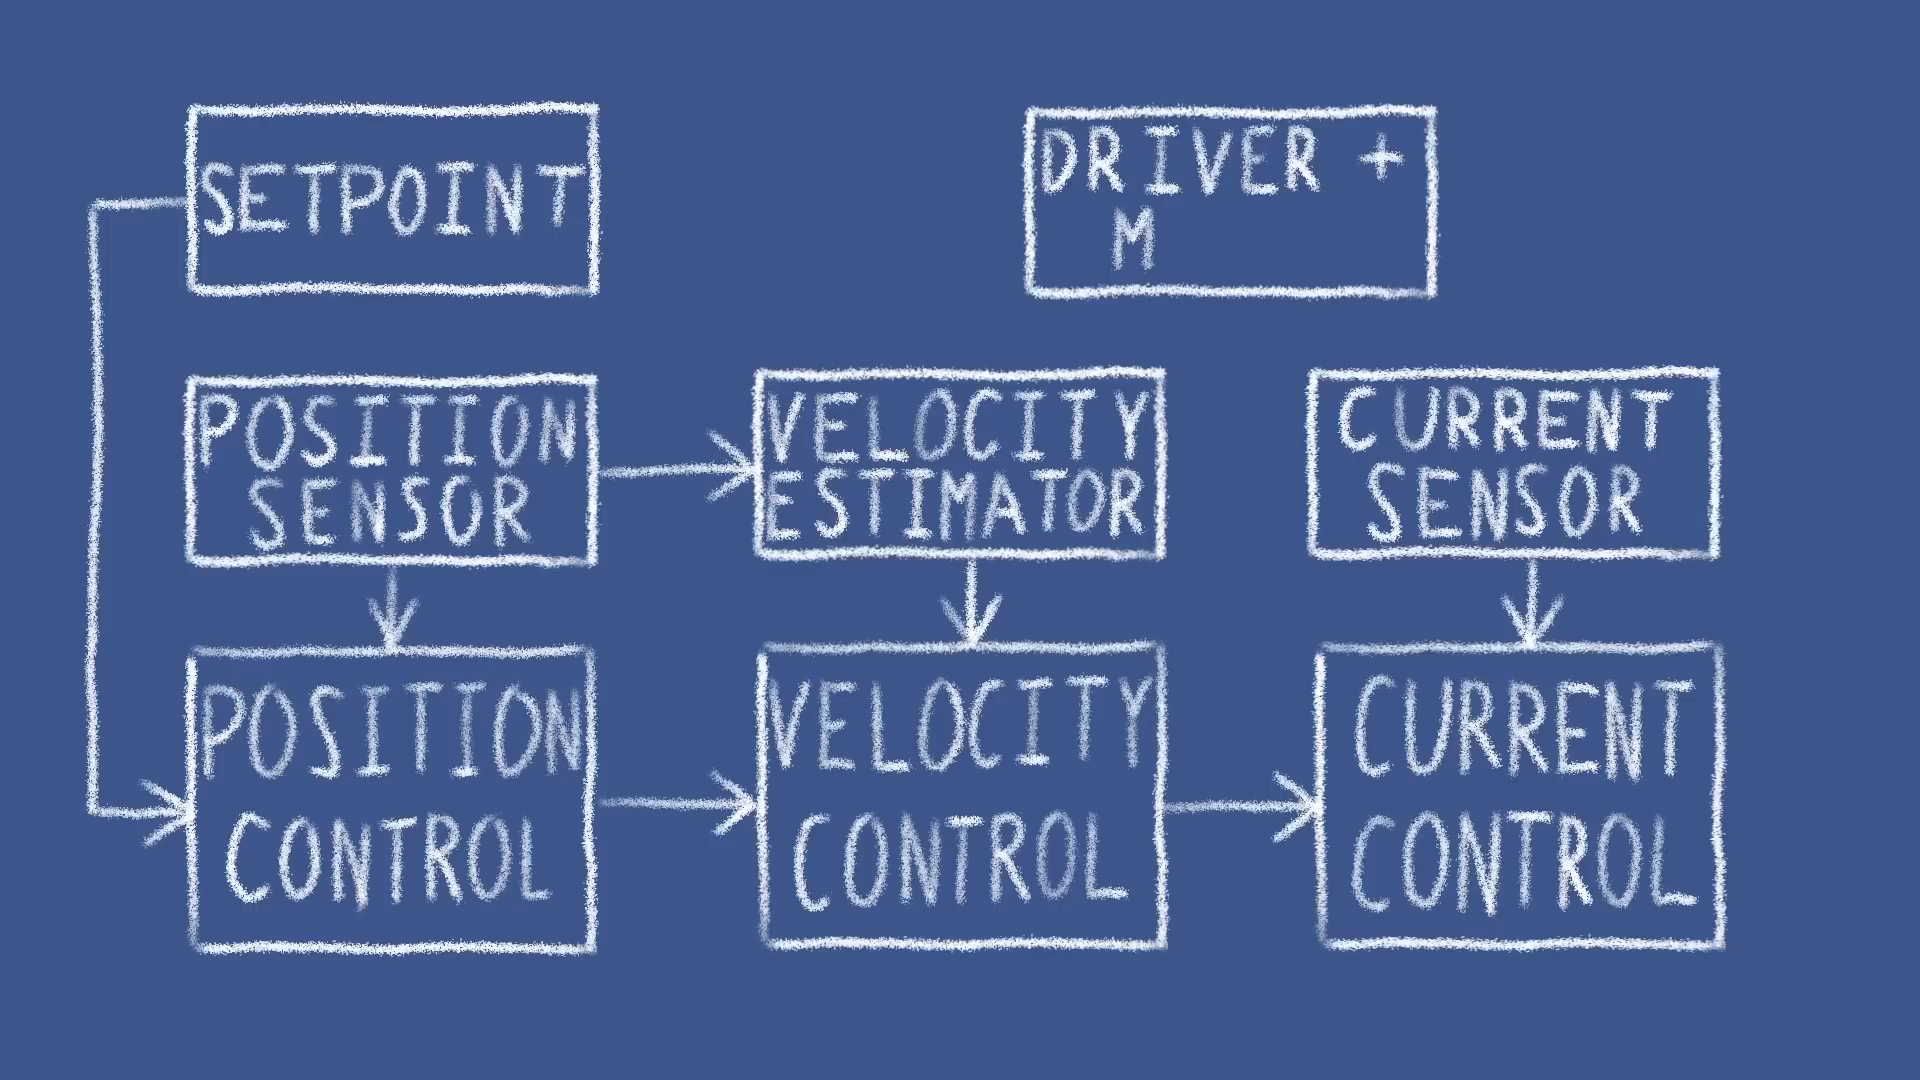 SETPOINT
DRIVER +
M
POSITION
SENSOR
VELOCITY
ESTIMATOR
CURRENT
SENSOR
POSITION
CONTROL
VELOCITY
CONTROL
CURRENT
CONTROL